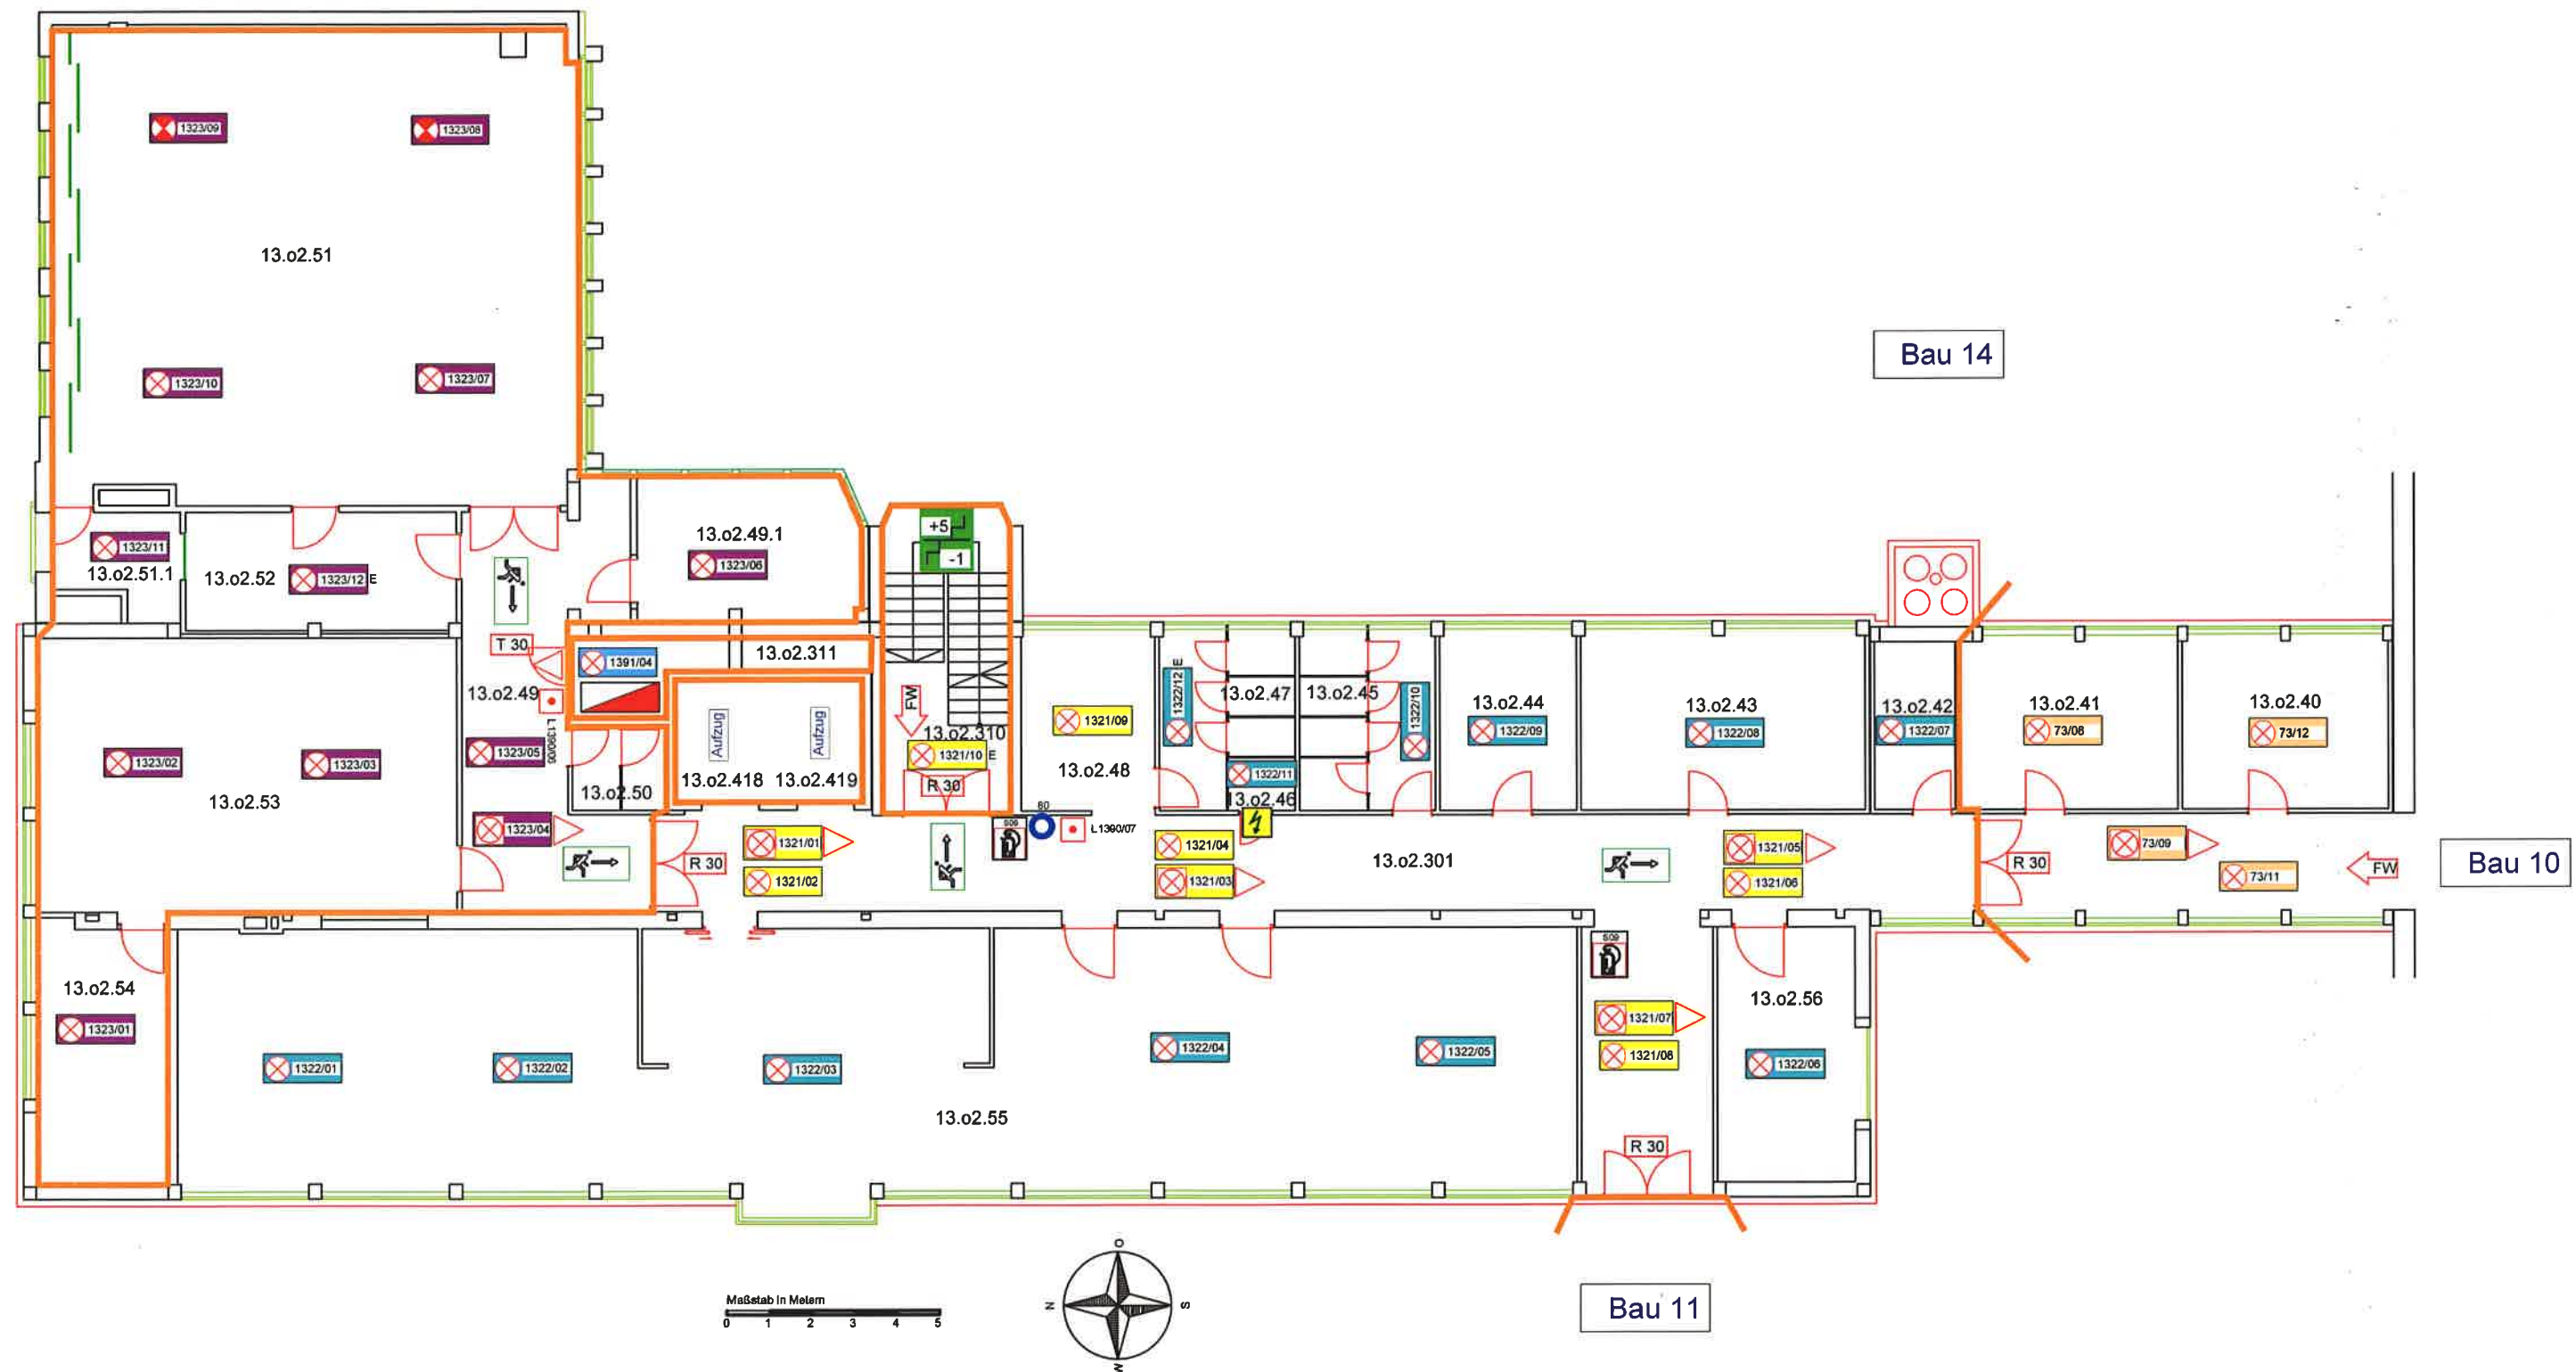 1323/09
1323/08
13.o2.51
Bau 14
1323/10
1323/07
+5
-1
13.o2.49.1
1323/06
1323/11
13.o2.51.1
13.o2.52
1323/12 E
T 30
1391/04
13.o2.311
13.o2.49
L1390/06
FW
13.o2.310
1321/10 E
R 30
Aufzug
Aufzug
13.o2.418
13.o2.419
1323/05
13.o2.50
1323/02
1323/03
13.o2.53
1323/04
R 30
1321/01
1321/02
1321/09
13.o2.48
60
S09
L1390/07
1322/12 E
13.o2.47
13.o2.45
1322/10
1322/11
13.o2.46
13.o2.44
1322/09
13.o2.43
1322/08
13.o2.42
1322/07
13.o2.41
73/08
13.o2.40
73/12
1321/04
1321/03
13.o2.301
1321/05
1321/06
R 30
73/09
73/11
FW
Bau 10
13.o2.54
1323/01
1322/01
1322/02
1322/03
1322/04
1322/05
13.o2.55
S09
1321/07
1321/08
R 30
13.o2.56
1322/06
Maßstab in Metern
0 1 2 3 4 5
O
N
S
W
Bau 11